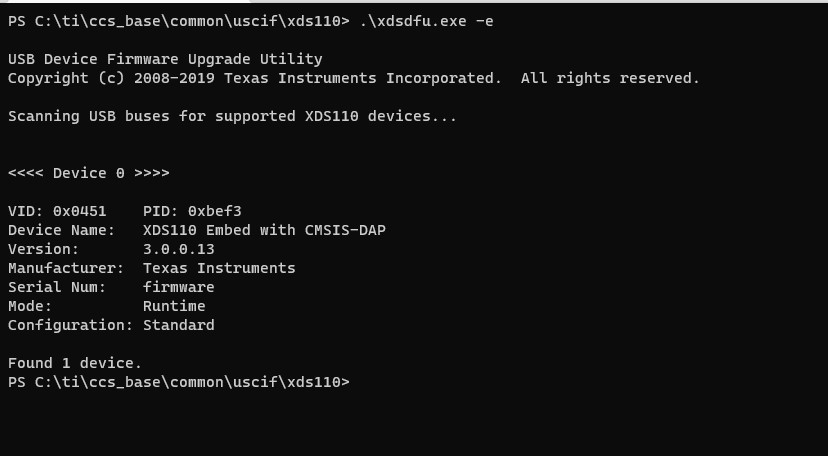 PS C:\ti\ccs_base\common\uscif\xds110> .\xdsdfu.exe -e
USB Device Firmware Upgrade Utility
Copyright (c) 2008-2019 Texas Instruments Incorporated.  All rights reserved.
Scanning USB buses for supported XDS110 devices...
<<<< Device 0 >>>>
VID: 0x0451    PID: 0xbef3
Device Name:   XDS110 Embed with CMSIS-DAP
Version:       3.0.0.13
Manufacturer:  Texas Instruments
Serial Num:    firmware
Mode:          Runtime
Configuration: Standard
Found 1 device.
PS C:\ti\ccs_base\common\uscif\xds110>